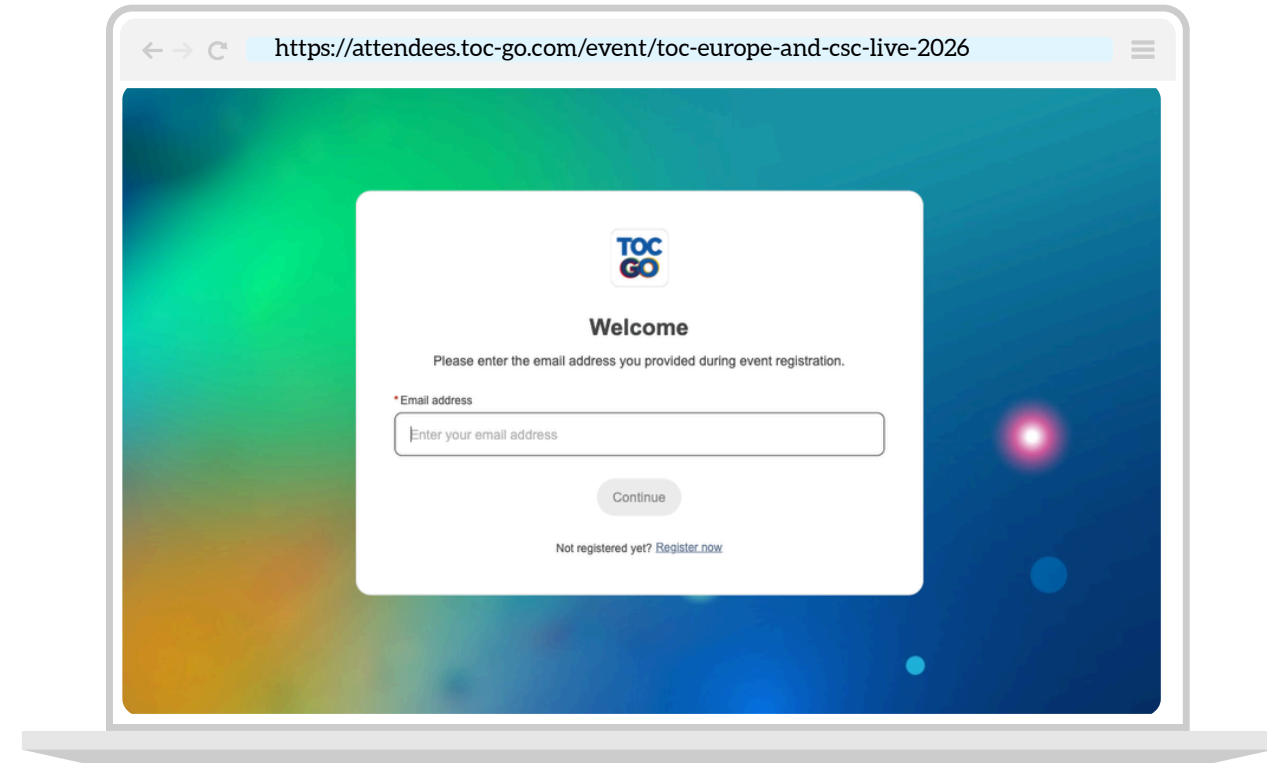 https://attendees.toc-go.com/event/toc-europe-and-csc-live-2026
TOC
GO
Welcome
Please enter the email address you provided during event registration.
*Email address
Enter your email address
Continue
Not registered yet? Register now